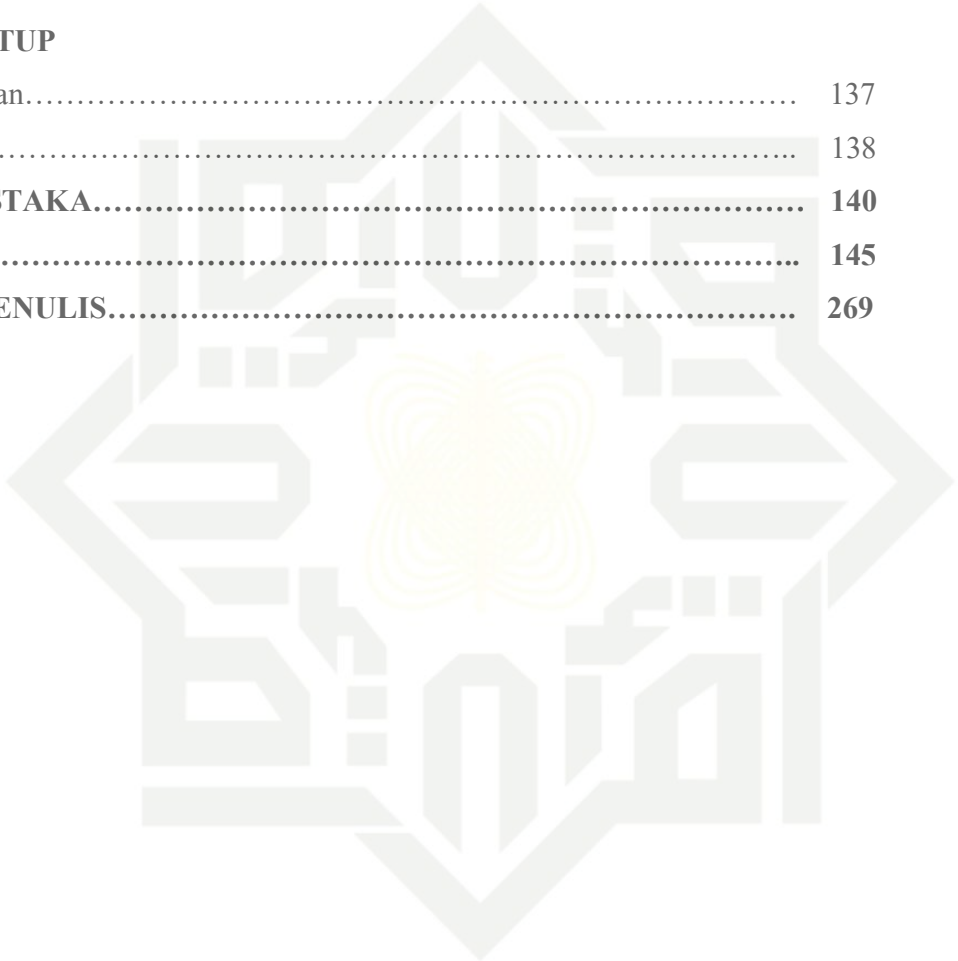 TUP
an……………………………………………………………… 137
………………………………………………………………….. 138
STAKA…………………………………………………………… 140
………………………………………………………………….. 145
ENULIS………………………………………………………….. 269